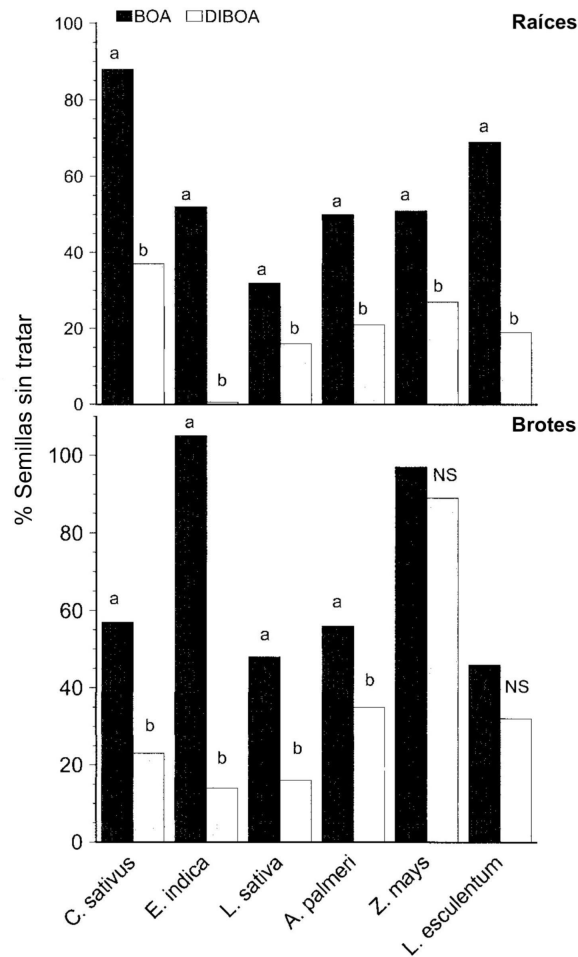 BOA DIBOA
Raíces
100
80
60
40
20
0
a
b
a
b
a
b
a
b
a
b
a
b
% Semillas sin tratar
Brotes
100
80
60
40
20
0
a
b
a
b
a
b
a
b
NS
NS
C. sativus
E. indica
L. sativa
A. palmeri
Z. mays
L. esculentum